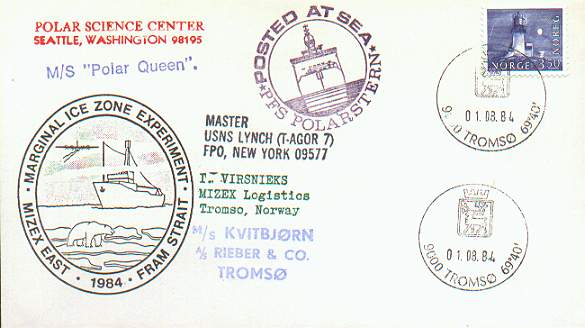 POLAR SCIENCE CENTER
SEATTLE, WASHINGTON 98195
M/S "Polar Queen".
POSTED AT SEA
* PFS POLARSTERN *
NORGE 3,50
NOREG
01.08.84
9000 TROMSØ 69°40'
MASTER
USNS LYNCH (T-AGOR 7)
FPO, NEW YORK 09577
MARGINAL ICE ZONE EXPERIMENT
MIZEX EAST • 1984 • FRAM STRAIT
T. VIRSNIEKS
MIZEX Logistics
Tromso, Norway
M/S KVITBJØRN
A/S RIEBER & CO.
TROMSØ
01.08.84
9000 TROMSØ 69°40'